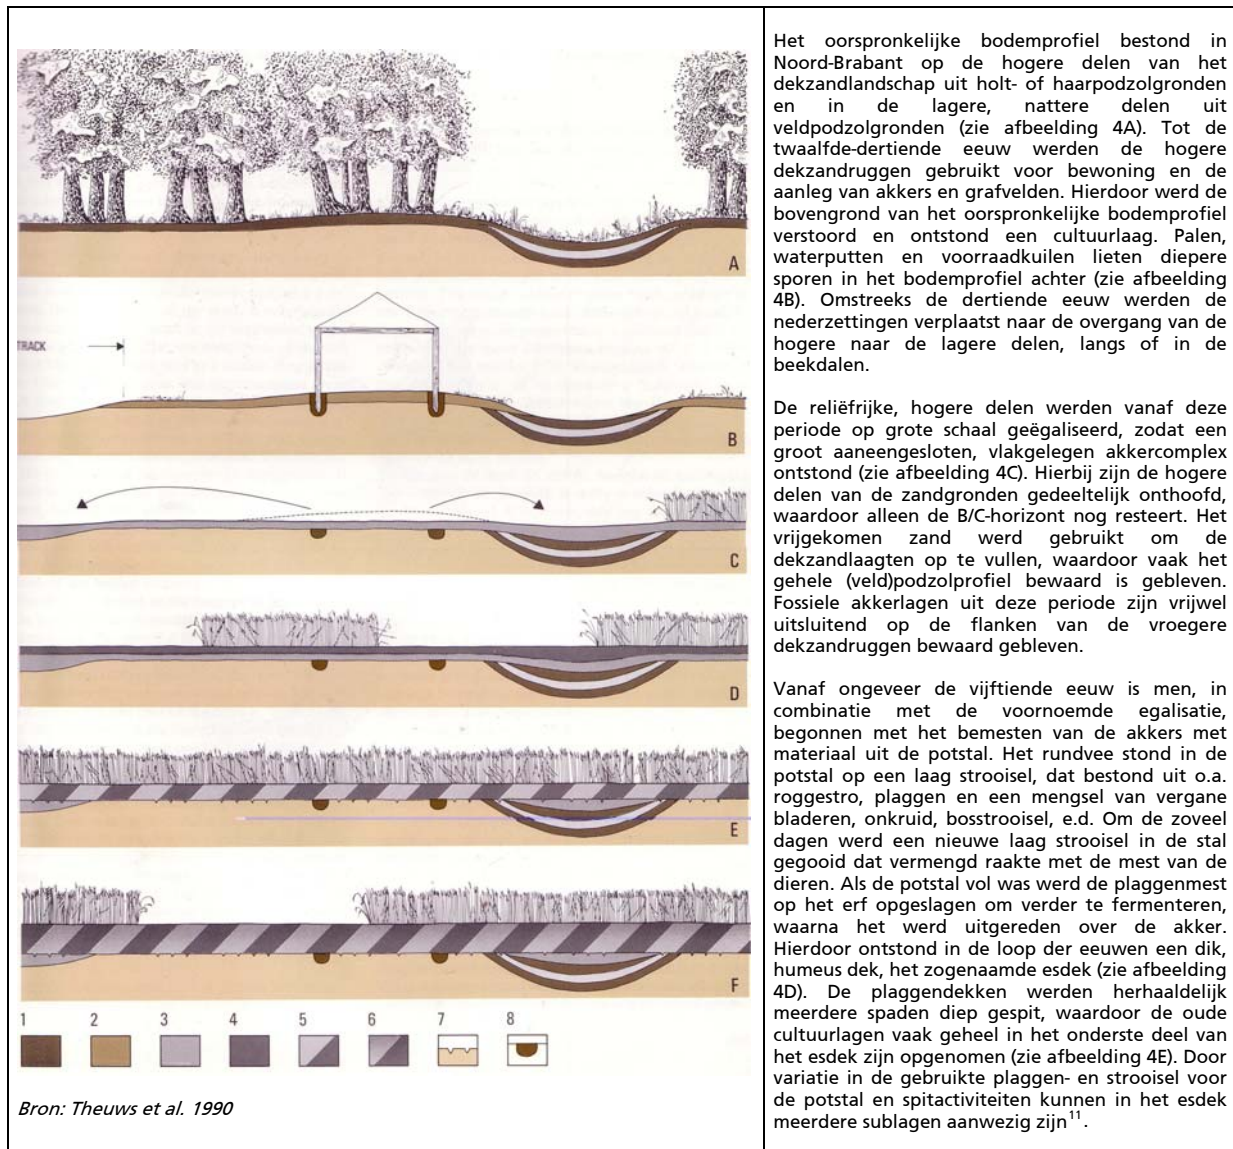 A
TRACK
B
C
D
E
F
1 2 3 4 5 6 7 8
Bron: Theuws et al. 1990
Het oorspronkelijke bodemprofiel bestond in
Noord-Brabant op de hogere delen van het
dekzandlandschap uit holt- of haarpodzolgronden
en in de lagere, nattere delen uit
veldpodzolgronden (zie afbeelding 4A). Tot de
twaalfde-dertiende eeuw werden de hogere
dekzandruggen gebruikt voor bewoning en de
aanleg van akkers en grafvelden. Hierdoor werd de
bovengrond van het oorspronkelijke bodemprofiel
verstoord en ontstond een cultuurlaag. Palen,
waterputten en voorraadkuilen lieten diepere
sporen in het bodemprofiel achter (zie afbeelding
4B). Omstreeks de dertiende eeuw werden de
nederzettingen verplaatst naar de overgang van de
hogere naar de lagere delen, langs of in de
beekdalen.
De reliëfrijke, hogere delen werden vanaf deze
periode op grote schaal geëgaliseerd, zodat een
groot aaneengesloten, vlakgelegen akkercomplex
ontstond (zie afbeelding 4C). Hierbij zijn de hogere
delen van de zandgronden gedeeltelijk onthoofd,
waardoor alleen de B/C-horizont nog resteert. Het
vrijgekomen zand werd gebruikt om de
dekzandlaagten op te vullen, waardoor vaak het
gehele (veld)podzolprofiel bewaard is gebleven.
Fossiele akkerlagen uit deze periode zijn vrijwel
uitsluitend op de flanken van de vroegere
dekzandruggen bewaard gebleven.
Vanaf ongeveer de vijftiende eeuw is men, in
combinatie met de voornoemde egalisatie,
begonnen met het bemesten van de akkers met
materiaal uit de potstal. Het rundvee stond in de
potstal op een laag strooisel, dat bestond uit o.a.
roggestro, plaggen en een mengsel van vergane
bladeren, onkruid, bosstrooisel, e.d. Om de zoveel
dagen werd een nieuwe laag strooisel in de stal
gegooid dat vermengd raakte met de mest van de
dieren. Als de potstal vol was werd de plaggenmest
op het erf opgeslagen om verder te fermenteren,
waarna het werd uitgereden over de akker.
Hierdoor ontstond in de loop der eeuwen een dik,
humeus dek, het zogenaamde esdek (zie afbeelding
4D). De plaggendekken werden herhaaldelijk
meerdere spaden diep gespit, waardoor de oude
cultuurlagen vaak geheel in het onderste deel van
het esdek zijn opgenomen (zie afbeelding 4E). Door
variatie in de gebruikte plaggen- en strooisel voor
de potstal en spitactiviteiten kunnen in het esdek
meerdere sublagen aanwezig zijn11.